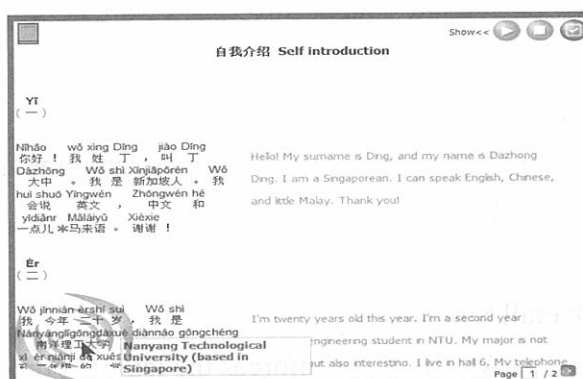 Show<<
自我介绍 Self introduction
Yī
(一)
Nǐhǎo wǒ xìng Dīng jiào Dīng
你好 ! 我 姓 丁 , 叫 丁
Dàzhōng Wǒ shì Xīnjiāpōrén Wǒ
大中 。 我 是 新加坡人 。 我
huì shuō Yīngwén Zhōngwén hé
会说 英文 , 中文 和
yìdiǎnr Mǎláiyǔ Xièxie
一点儿 马来语 。 谢谢 !
Hello! My surname is Ding, and my name is Dazhong
Ding. I am a Singaporean. I can speak English, Chinese,
and little Malay. Thank you!
Èr
(二)
Wǒ jīnnián èrshí suì Wǒ shì
我 今年 二十 岁 , 我 是
Nányánglǐgōngdàxué diànnǎo gōngchéng
南洋理工大学
Nanyang Technological
University (based in
Singapore)
I'm twenty years old this year. I'm a second year
engineering student in NTU. My major is not
but also interesting. I live in hall 6, My telephone
Page 1 / 2